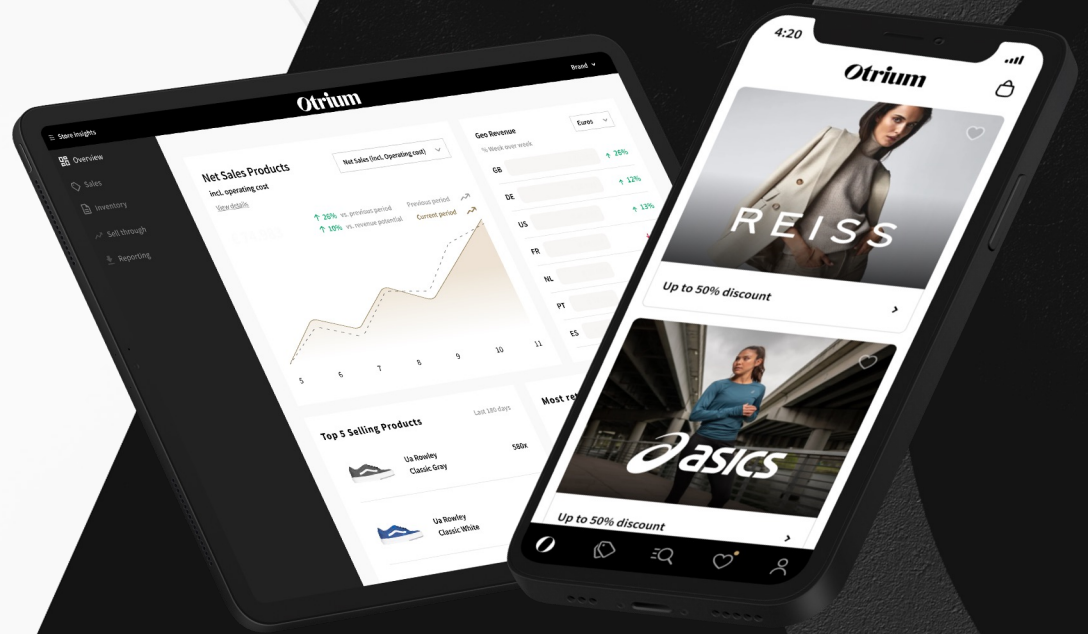 Otrium
Brand
Store Insights
Overview
Sales
Inventory
Sell through
Reporting
Net Sales Products
incl. operating cost
View details
Net Sales (incl. Operating cost)
26% vs. previous period
10% vs. revenue potential
Previous period
Current period
5 6 7 8 9 10 11
Geo Revenue
Euros
% Week over week
GB 26%
DE 12%
US 13%
FR
NL
PT
ES
Top 5 Selling Products
Last 180 days
Ua Rowley
Classic Gray
580x
Ua Rowley
Classic White
Most
4:20
Otrium
REISS
Up to 50% discount
asics
Up to 50% discount